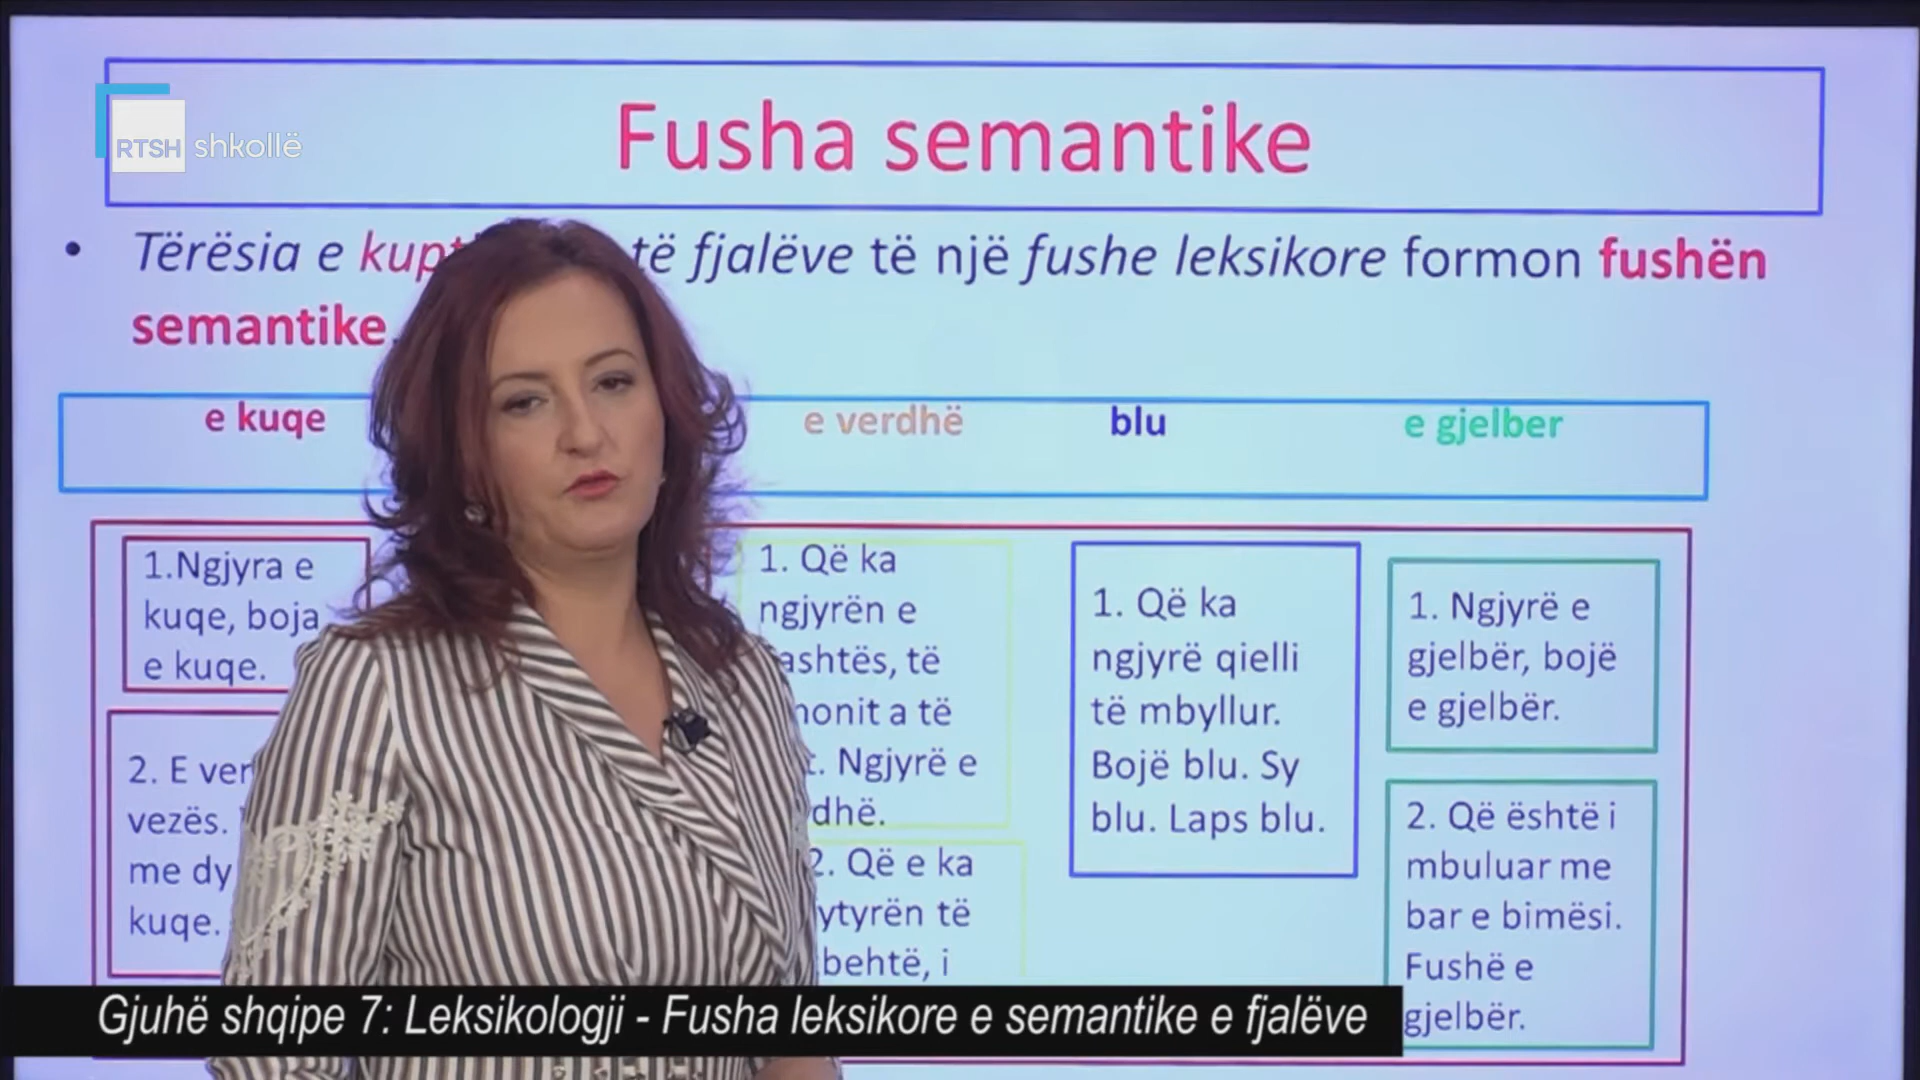 RTSH shkollë
Fusha semantike
• Tërësia e të fjalëve të një fushe leksikore formon fushën
semantike.
e kuqe e verdhë blu e gjelber
1.Ngjyra e
kuqe, boja
e kuqe.
2. E
vezës.
me dy
kuqe.
1. Që ka
ngjyrën e
të
a të
Ngjyrë e
2. Që e ka
të
i
1. Që ka
ngjyrë qielli
të mbyllur.
Bojë blu. Sy
blu. Laps blu.
1. Ngjyrë e
gjelbër, bojë
e gjelbër.
2. Që është i
mbuluar me
bar e bimësi.
Fushë e
gjelbër.
Gjuhë shqipe 7: Leksikologji - Fusha leksikore e semantike e fjalëve